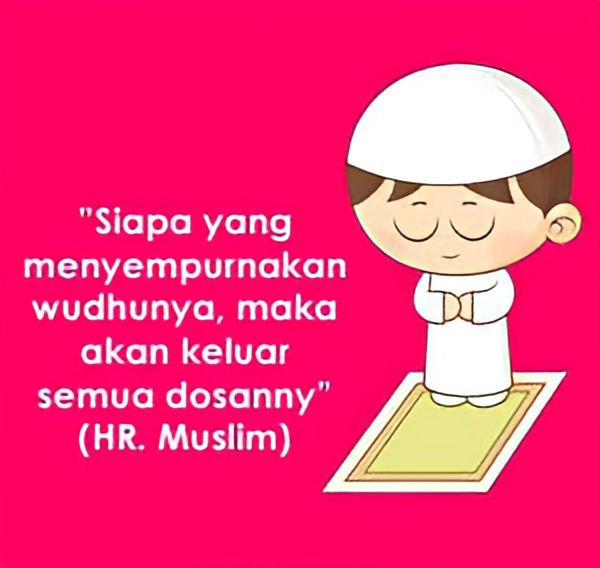 "Siapa yang
menyempurnakan
wudhunya, maka
akan keluar
semua dosanny"
(HR. Muslim)